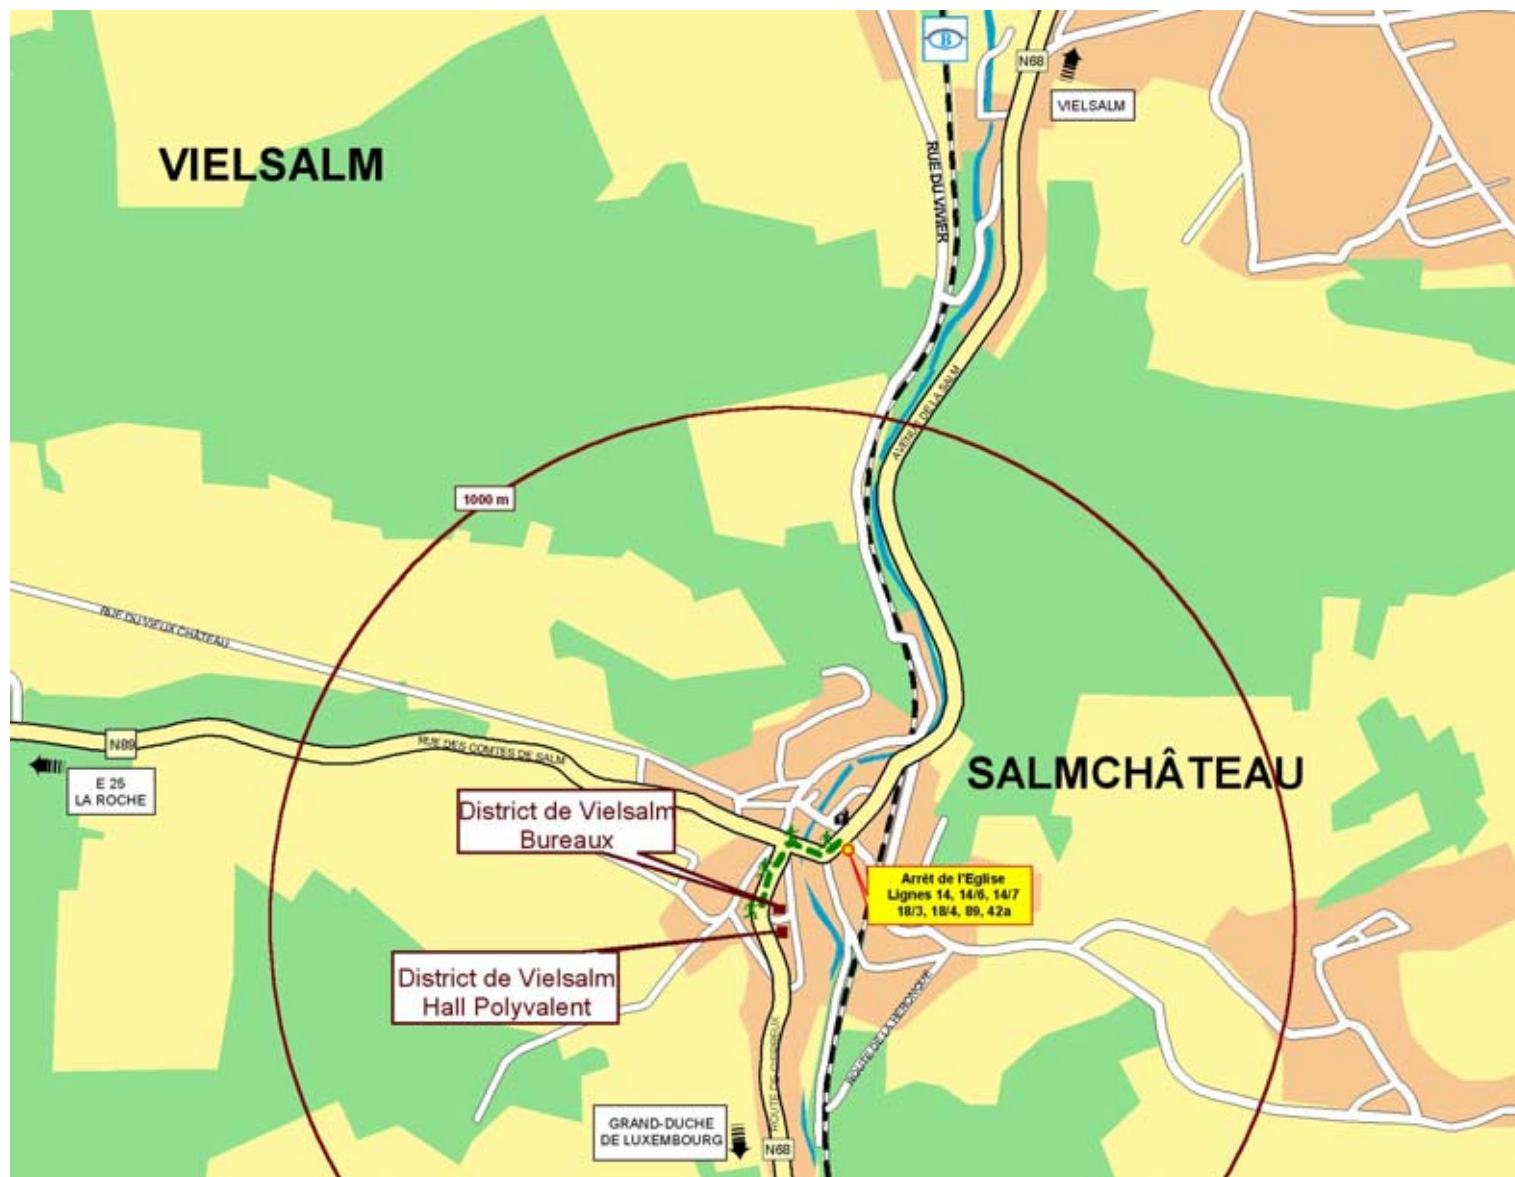 B
N68
VIELSALM
VIELSALM
RUE DU VIVIER
AVENUE DE LA SALM
1000 m
RUE DU VIEUX CHÂTEAU
N89
RUE DES COMTES DE SALM
SALMCHÂTEAU
E 25
LA ROCHE
District de Vielsalm
Bureaux
Arrêt de l'Eglise
Lignes 14, 14/6, 14/7
18/3, 18/4, 89, 42a
District de Vielsalm
Hall Polyvalent
ROUTE DE
ROUTE DE LA
GRAND-DUCHE
DE LUXEMBOURG
N68